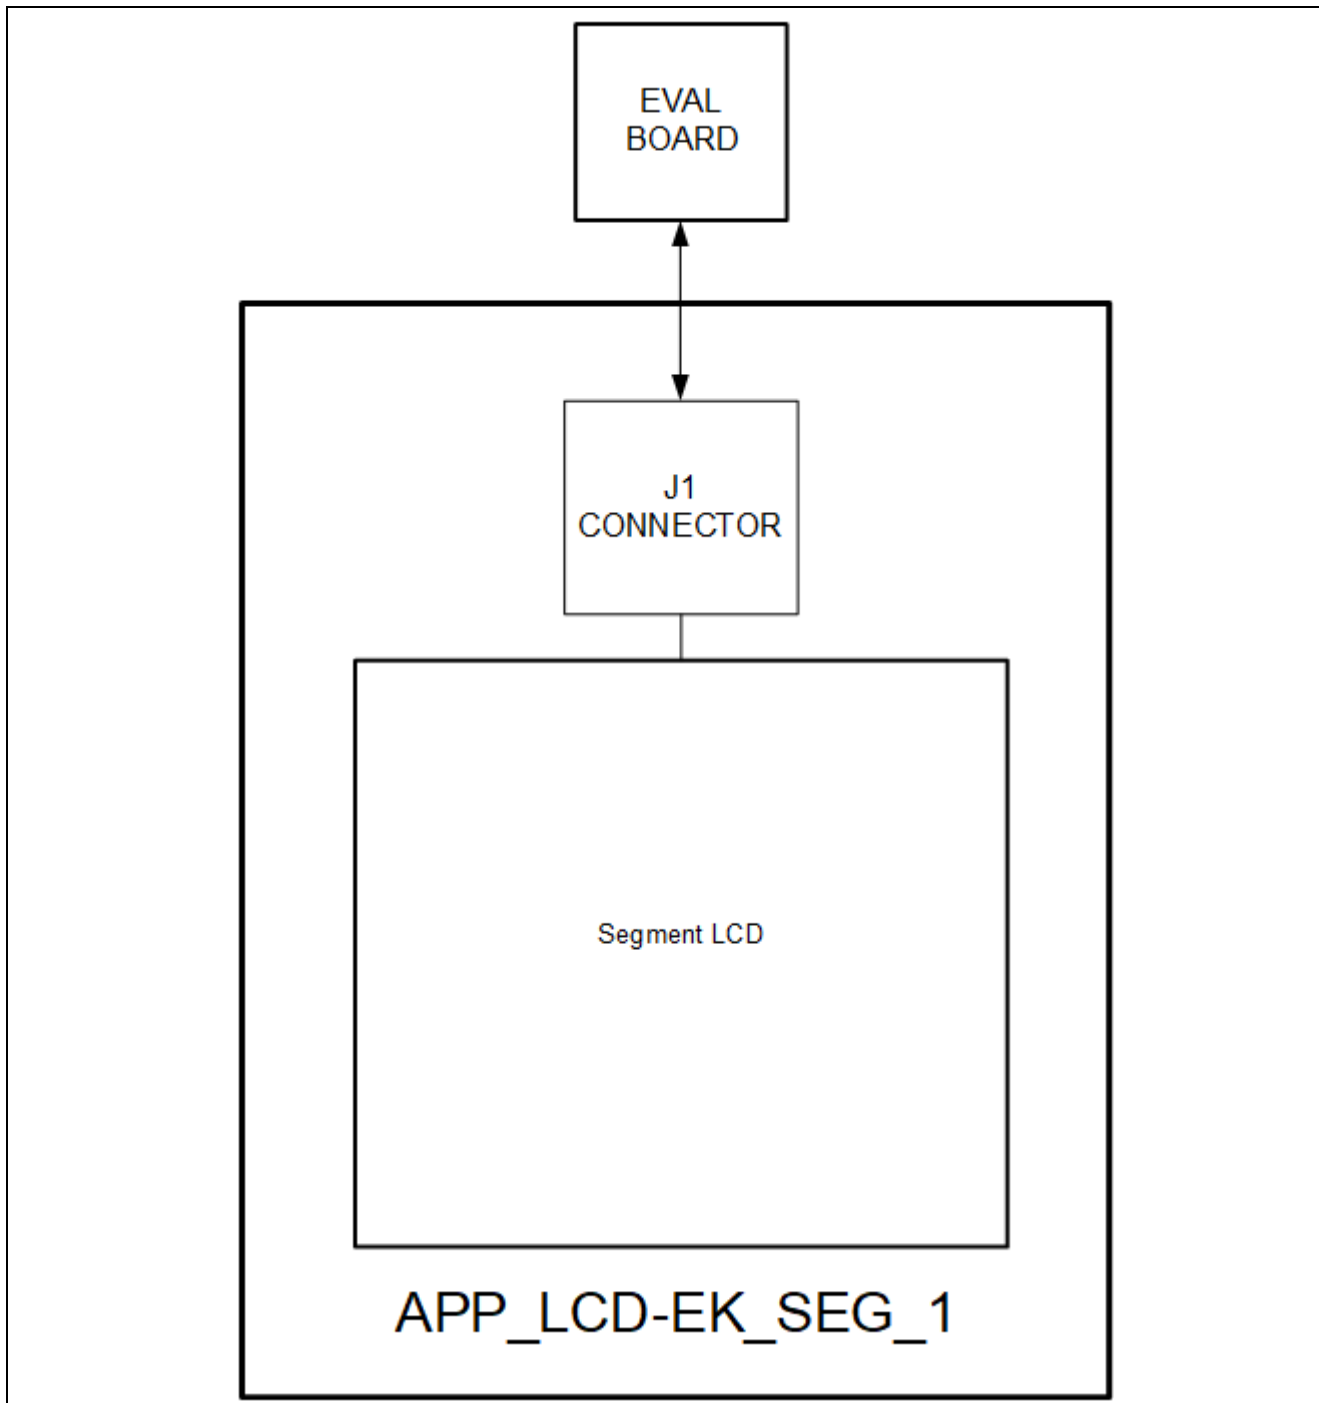 EVAL
BOARD
J1
CONNECTOR
Segment LCD
APP_LCD-EK_SEG_1